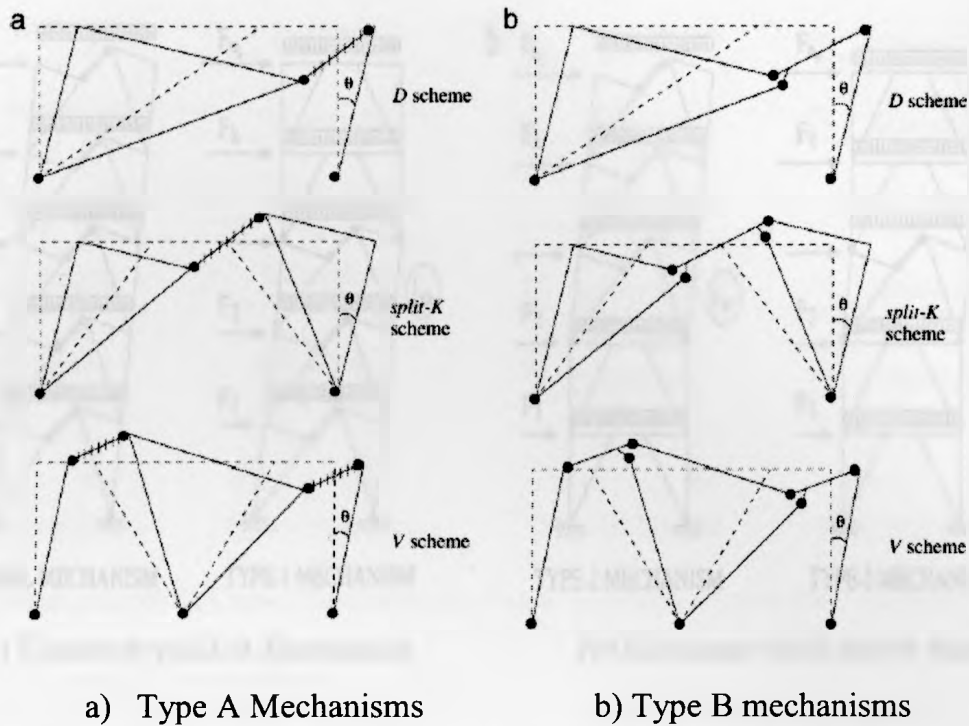 a
b
θ
D scheme
θ
D scheme
θ
split-K
scheme
θ
split-K
scheme
θ
V scheme
θ
V scheme
a) Type A Mechanisms
b) Type B mechanisms